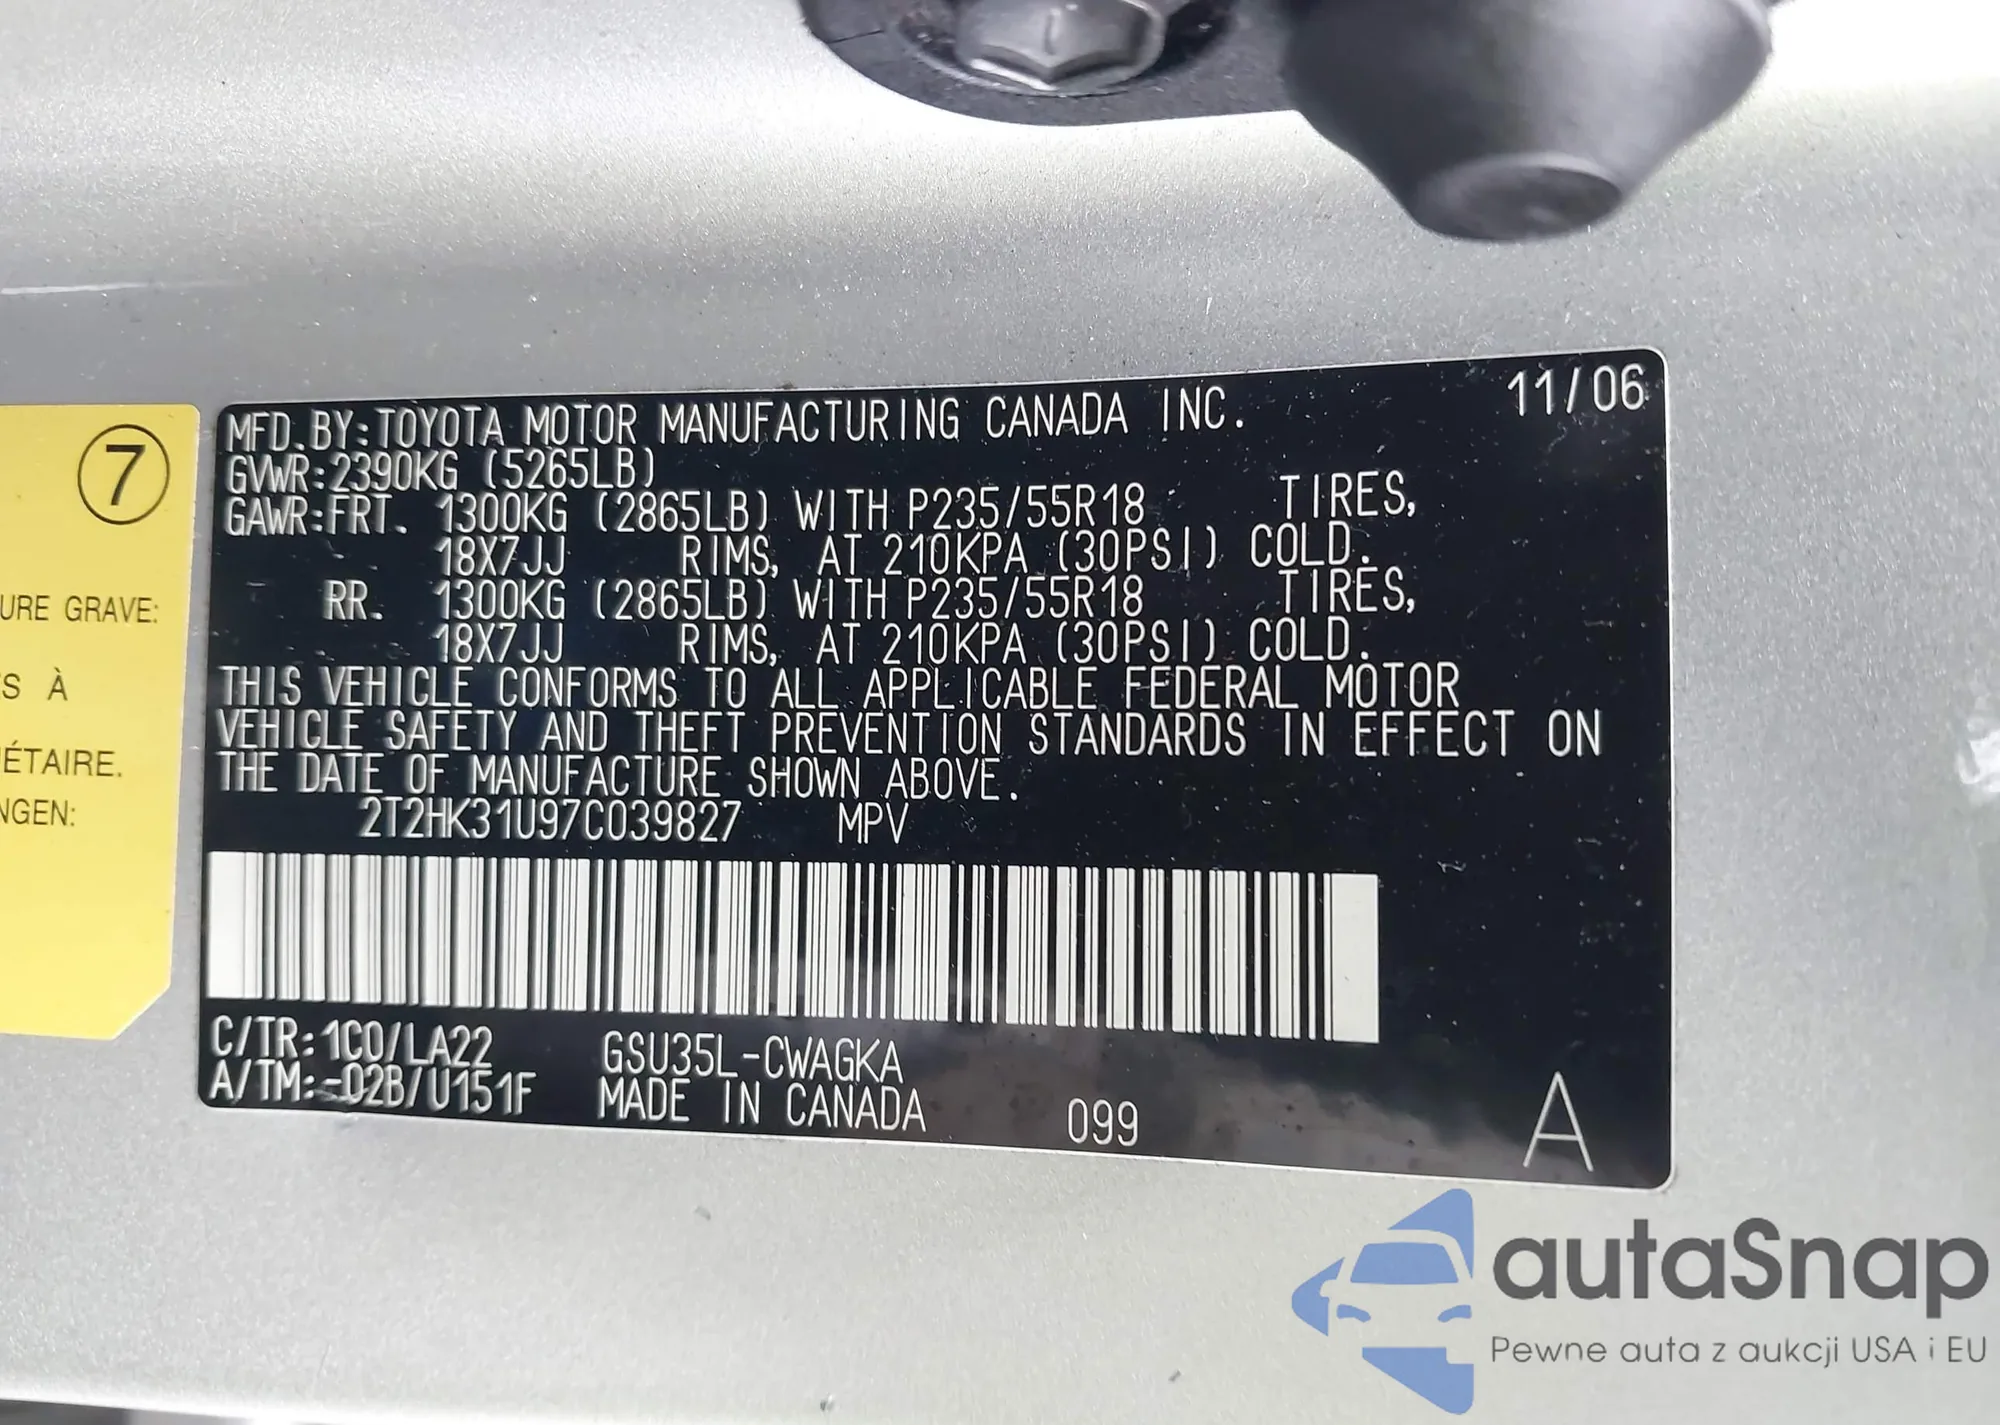 7
URE GRAVE:
S À
ÉTAIRE.
NGEN:
11/06
MFD. BY: TOYOTA MOTOR MANUFACTURING CANADA INC.
GVWR: 2390KG (5265LB)
GAWR: FRT. 1300KG (2865LB) WITH P235/55R18 TIRES,
18X7JJ RIMS, AT 210KPA (30PSI) COLD.
RR. 1300KG (2865LB) WITH P235/55R18 TIRES,
18X7JJ RIMS, AT 210KPA (30PSI) COLD.
THIS VEHICLE CONFORMS TO ALL APPLICABLE FEDERAL MOTOR
VEHICLE SAFETY AND THEFT PREVENTION STANDARDS IN EFFECT ON
THE DATE OF MANUFACTURE SHOWN ABOVE.
2T2HK31U97C039827 MPV
C/TR: 1C0/LA22 GSU35L-CWAGKA
A/TM: -02B/U151F MADE IN CANADA 099 A
autaSnap
Pewne auta z aukcji USA i EU